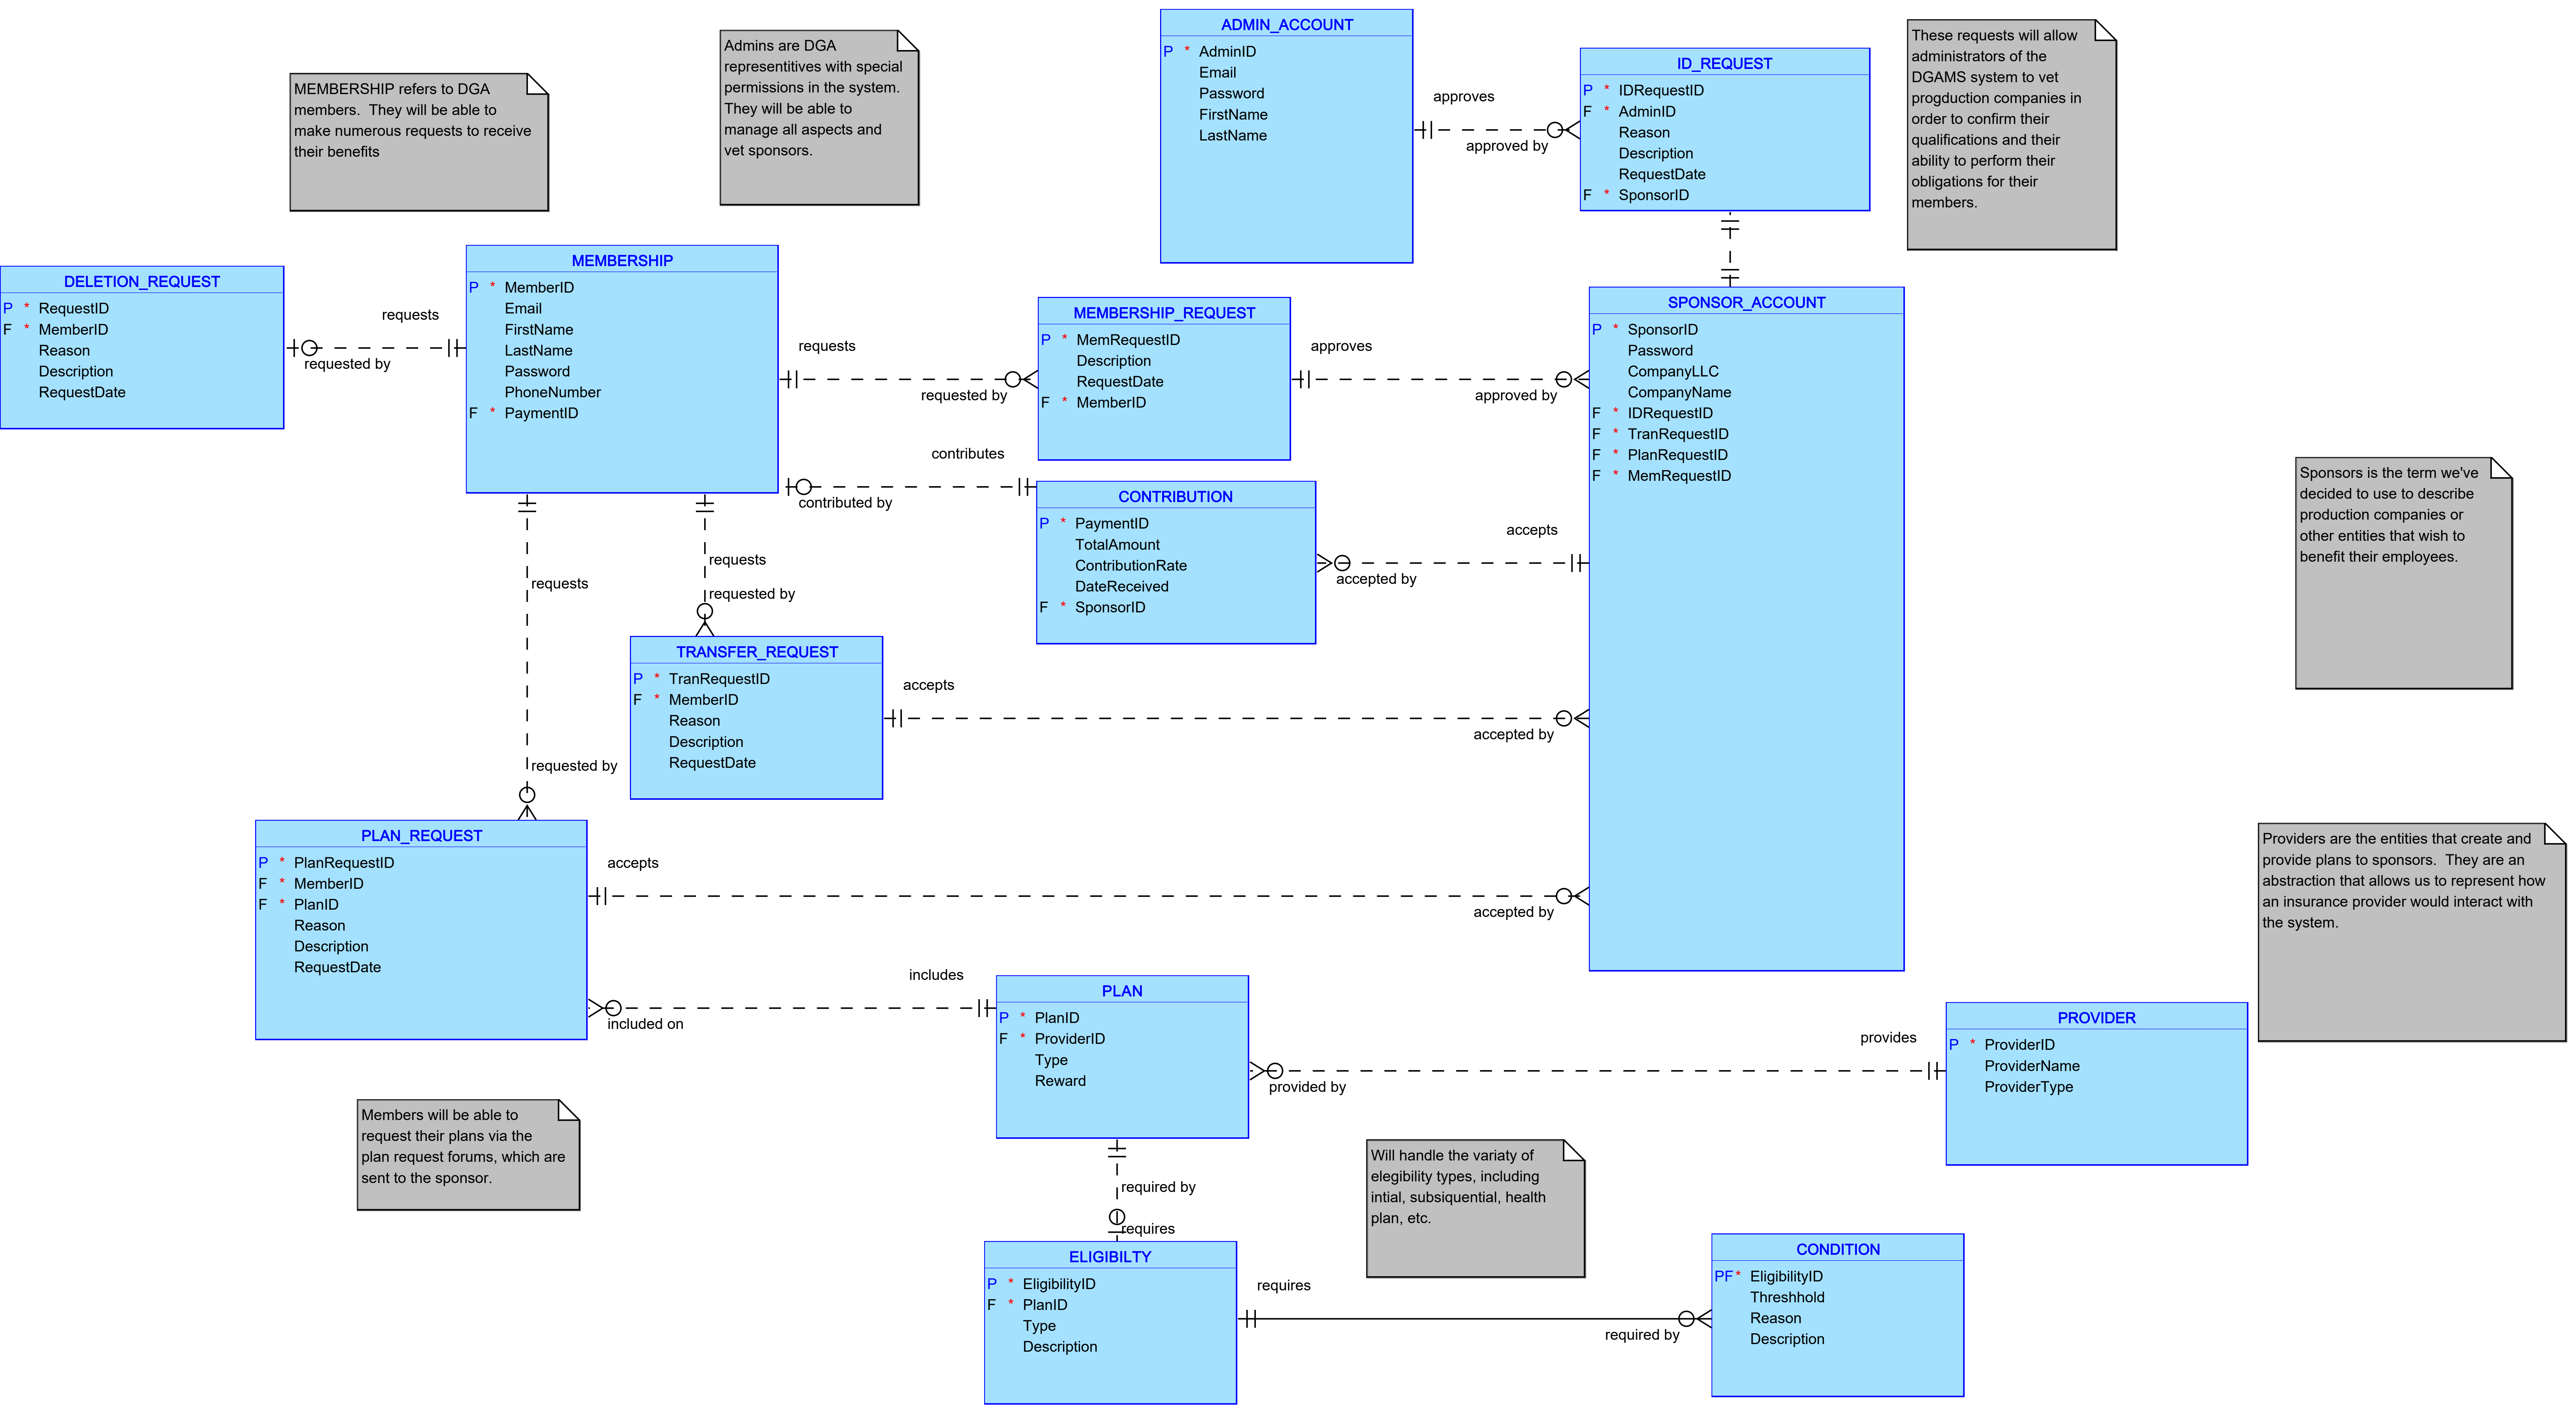 ADMIN_ACCOUNT
P * AdminID
Email
Password
FirstName
LastName
These requests will allow
administrators of the
DGAMS system to vet
progduction companies in
order to confirm their
qualifications and their
ability to perform their
obligations for their
members.
Admins are DGA
representitives with special
permissions in the system.
They will be able to
manage all aspects and
vet sponsors.
ID_REQUEST
P * IDRequestID
F * AdminID
Reason
Description
RequestDate
F * SponsorID
approves
approved by
MEMBERSHIP refers to DGA
members. They will be able to
make numerous requests to receive
their benefits
MEMBERSHIP
P * MemberID
Email
FirstName
LastName
Password
PhoneNumber
F * PaymentID
DELETION_REQUEST
P * RequestID
F * MemberID
Reason
Description
RequestDate
requests
requested by
MEMBERSHIP_REQUEST
P * MemRequestID
Description
RequestDate
F * MemberID
requests
requested by
approves
approved by
SPONSOR_ACCOUNT
P * SponsorID
Password
CompanyLLC
CompanyName
F * IDRequestID
F * TranRequestID
F * PlanRequestID
F * MemRequestID
contributes
contributed by
CONTRIBUTION
P * PaymentID
TotalAmount
ContributionRate
DateReceived
F * SponsorID
accepts
accepted by
Sponsors is the term we've
decided to use to describe
production companies or
other entities that wish to
benefit their employees.
requests
requested by
requests
requested by
TRANSFER_REQUEST
P * TranRequestID
F * MemberID
Reason
Description
RequestDate
accepts
accepted by
PLAN_REQUEST
P * PlanRequestID
F * MemberID
F * PlanID
Reason
Description
RequestDate
accepts
accepted by
Providers are the entities that create and
provide plans to sponsors. They are an
abstraction that allows us to represent how
an insurance provider would interact with
the system.
includes
included on
PLAN
P * PlanID
F * ProviderID
Type
Reward
provides
provided by
PROVIDER
P * ProviderID
ProviderName
ProviderType
Members will be able to
request their plans via the
plan request forums, which are
sent to the sponsor.
required by
requires
Will handle the variaty of
elegibility types, including
intial, subsiquential, health
plan, etc.
ELIGIBILTY
P * EligibilityID
F * PlanID
Type
Description
requires
required by
CONDITION
PF * EligibilityID
Threshhold
Reason
Description